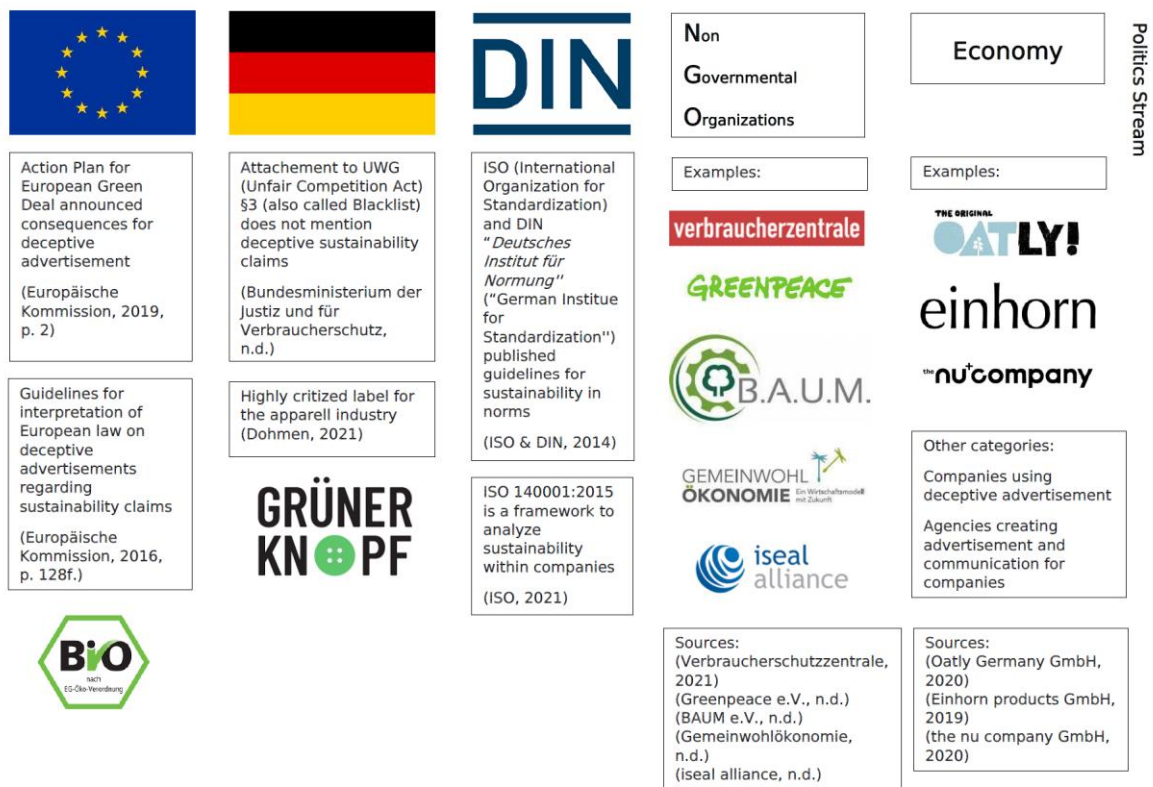 Politics Stream
Action Plan for
European Green
Deal announced
consequences for
deceptive
advertisement
(Europäische
Kommission, 2019,
p. 2)
Guidelines for
interpretation of
European law on
deceptive
advertisements
regarding
sustainability claims
(Europäische
Kommission, 2016,
p. 128f.)
Bio
nach
EG-Öko-Verordnung
Attachement to UWG
(Unfair Competition Act)
§3 (also called Blacklist)
does not mention
deceptive sustainability
claims
(Bundesministerium der
Justiz und für
Verbraucherschutz,
n.d.)
Highly critized label for
the apparell industry
(Dohmen, 2021)
GRÜNER
KNOPF
DIN
ISO (International
Organization for
Standardization)
and DIN
"Deutsches
Institut für
Normung''
("German Institue
for
Standardization'')
published
guidelines for
sustainability in
norms
(ISO & DIN, 2014)
ISO 140001:2015
is a framework to
analyze
sustainability
within companies
(ISO, 2021)
Non
Governmental
Organizations
Examples:
verbraucherzentrale
GREENPEACE
B.A.U.M.
GEMEINWOHL
ÖKONOMIE Ein Wirtschaftsmodell
mit Zukunft
iseal
alliance
Sources:
(Verbraucherschutzzentrale,
2021)
(Greenpeace e.V., n.d.)
(BAUM e.V., n.d.)
(Gemeinwohlökonomie,
n.d.)
(iseal alliance, n.d.)
Economy
Examples:
THE ORIGINAL
OATLY!
einhorn
the nu+company
Other categories:
Companies using
deceptive advertisement
Agencies creating
advertisement and
communication for
companies
Sources:
(Oatly Germany GmbH,
2020)
(Einhorn products GmbH,
2019)
(the nu company GmbH,
2020)